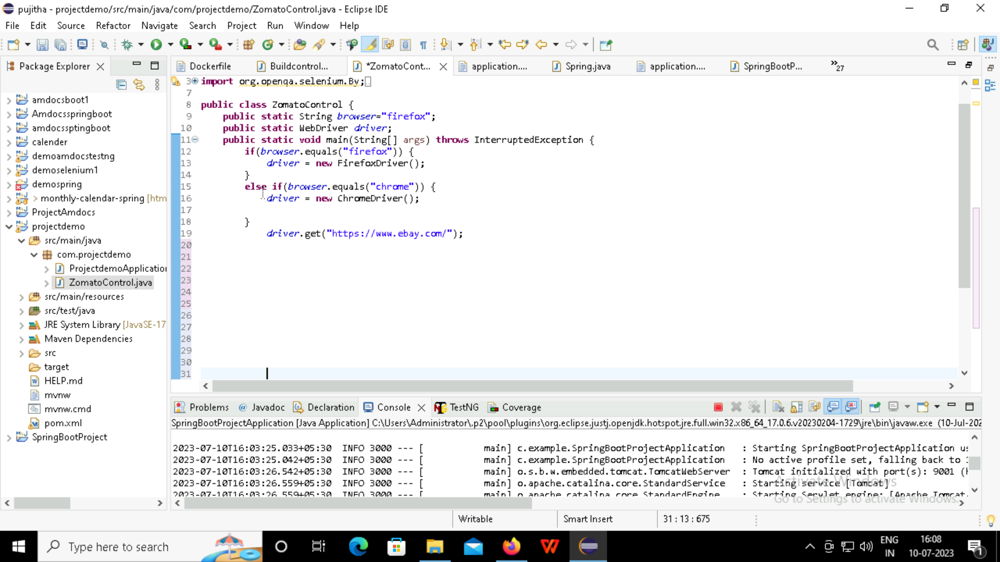 pujitha - projectdemo/src/main/java/com/projectdemo/ZomatoControl.java - Eclipse IDE
File Edit Source Refactor Navigate Search Project Run Window Help
Package Explorer
Dockerfile Buildcontrol... *ZomatoCont... application.... Spring.java application.... SpringBootP... »27
amdocsboot1
Amdocsspringboot
amdocssptingboot
calender
demoamdocstestng
demoselenium1
demospring
> monthly-calendar-spring [htm
ProjectAmdocs
projectdemo
src/main/java
com.projectdemo
ProjectdemoApplication
ZomatoControl.java
src/main/resources
src/test/java
JRE System Library [JavaSE-17
Maven Dependencies
src
target
HELP.md
mvnw
mvnw.cmd
pom.xml
SpringBootProject
3 import org.openqa.selenium.By;
7
8 public class ZomatoControl {
9 public static String browser="firefox";
10 public static WebDriver driver;
11 public static void main(String[] args) throws InterruptedException {
12 if(browser.equals("firefox")) {
13 driver = new FirefoxDriver();
14 }
15 else if(browser.equals("chrome")) {
16 driver = new ChromeDriver();
17
18 }
19 driver.get("https://www.ebay.com/");
20
21
22
23
24
25
26
27
28
29
30
31
Problems @ Javadoc Declaration Console TestNG Coverage
SpringBootProjectApplication [Java Application] C:\Users\Administrator\.p2\pool\plugins\org.eclipse.justj.openjdk.hotspot.jre.full.win32.x86_64_17.0.6.v20230204-1729\jre\bin\javaw.exe (10-Jul-202
2023-07-10T16:03:25.033+05:30 INFO 3000 --- [ main] c.example.SpringBootProjectApplication : Starting SpringBootProjectApplication us
2023-07-10T16:03:25.042+05:30 INFO 3000 --- [ main] c.example.SpringBootProjectApplication : No active profile set, falling back to 1
2023-07-10T16:03:26.542+05:30 INFO 3000 --- [ main] o.s.b.w.embedded.tomcat.TomcatWebServer : Tomcat initialized with port(s): 9001 (h
2023-07-10T16:03:26.559+05:30 INFO 3000 --- [ main] o.apache.catalina.core.StandardService : Starting service [Tomcat]
2023-07-10T16:03:26.559+05:30 INFO 3000 --- [ main] o.apache.catalina.core.StandardEngine : Starting Servlet engine: [Apache Tomcat.
Activate Windows
Go to Settings to activate Windows.
Writable Smart Insert 31 : 13 : 675
Type here to search
ENG
IN
16:08
10-07-2023
1